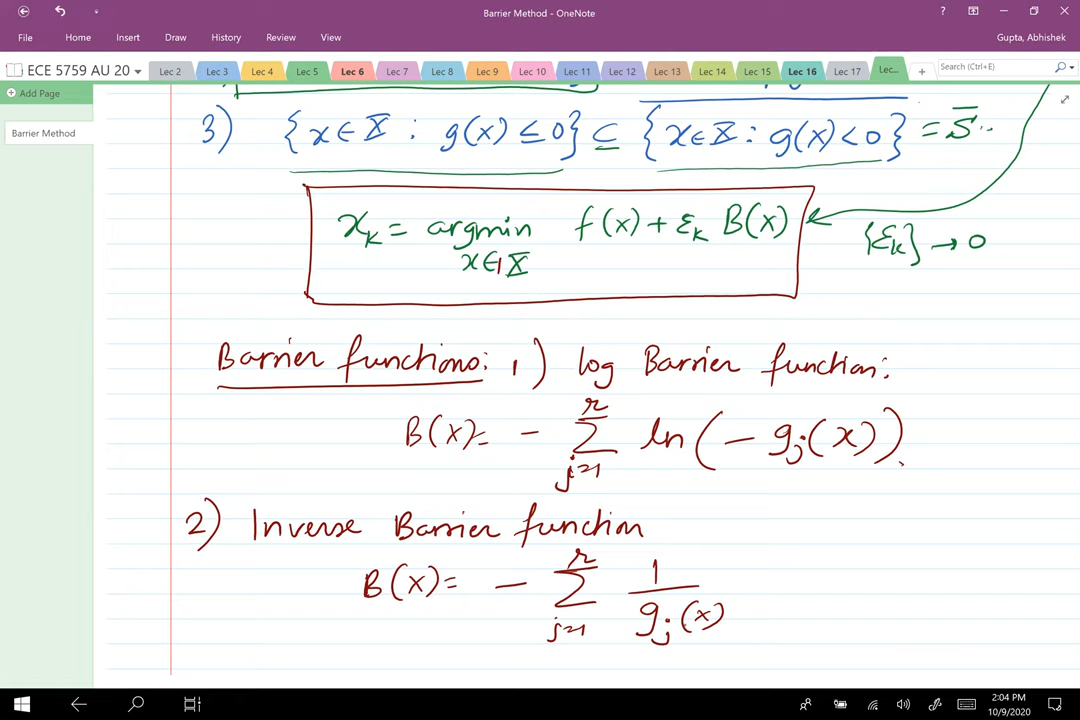 Barrier Method - OneNote
Gupta, Abhishek
File Home Insert Draw History Review View
ECE 5759 AU 20 Lec 2 Lec 3 Lec 4 Lec 5 Lec 6 Lec 7 Lec 8 Lec 9 Lec 10 Lec 11 Lec 12 Lec 13 Lec 14 Lec 15 Lec 16 Lec 17 Lec... Search (Ctrl+E)
Add Page
Barrier Method
3) {x∈X : g(x) ≤ 0} ⊆ {x∈X : g(x) < 0} = S̅.
x_k = argmin f(x) + ε_k B(x)
x∈X
{ε_k} → 0
Barrier functions: 1) log Barrier function:
B(x) = - ∑_{j=1}^{r} ln(-g_j(x)).
2) Inverse Barrier function
B(x) = - ∑_{j=1}^{r} 1/g_j(x)
2:04 PM
10/9/2020